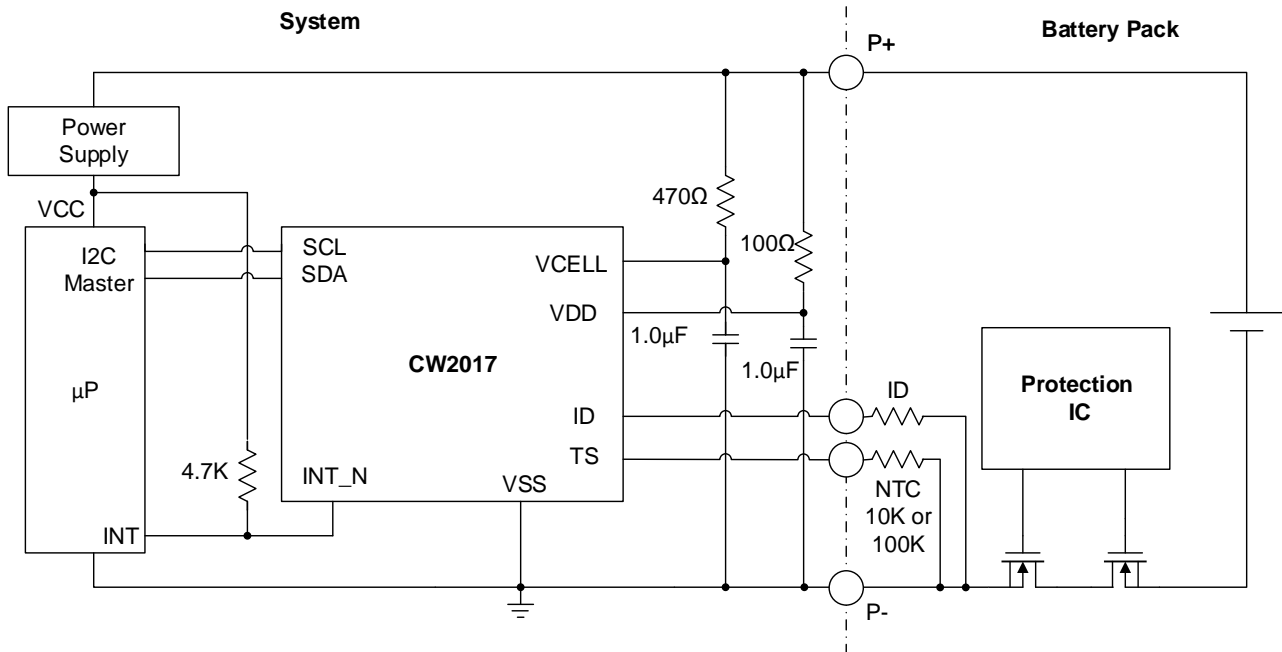 System
Battery Pack
P+
Power
Supply
VCC
470Ω
100Ω
I2C
Master
SCL
SDA
VCELL
VDD
1.0µF
1.0µF
CW2017
µP
Protection
IC
ID
ID
TS
4.7K
INT_N
VSS
NTC
10K or
100K
INT
P-